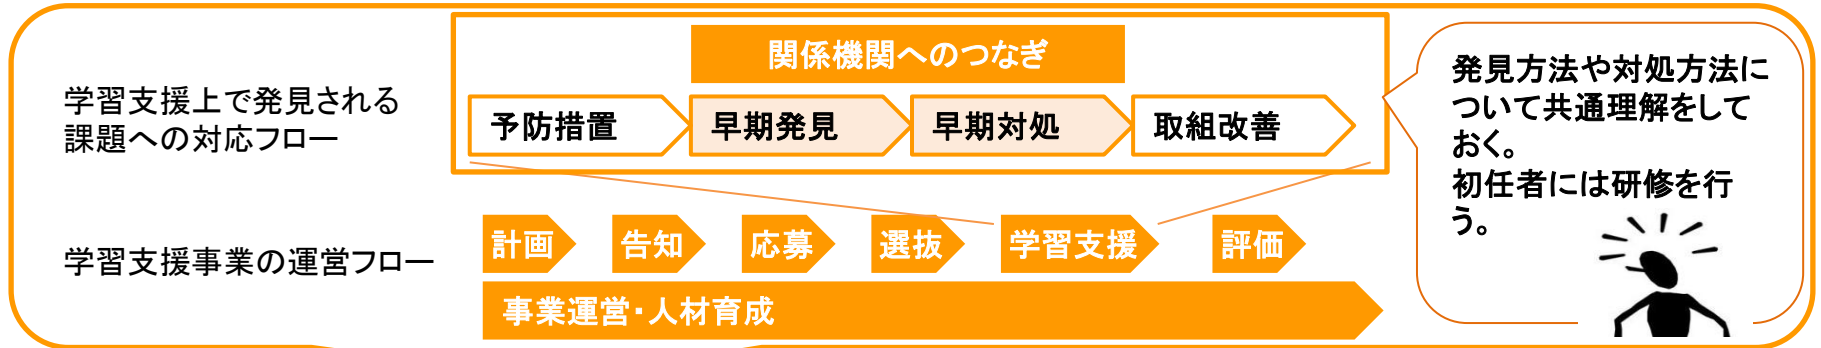 関係機関へのつなぎ
学習支援上で発見される
課題への対応フロー
予防措置
早期発見
早期対処
取組改善
学習支援事業の運営フロー
計画
告知
応募
選抜
学習支援
評価
事業運営・人材育成
発見方法や対処方法に
ついて共通理解をして
おく。
初任者には研修を行
う。